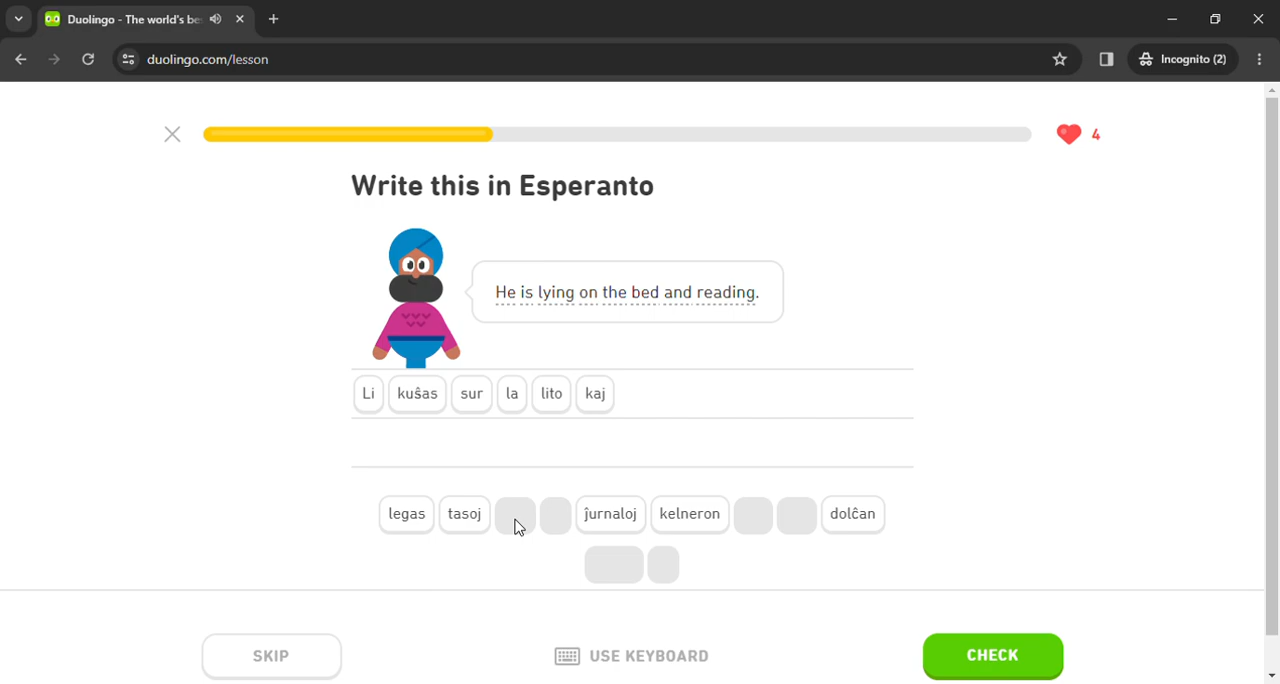 Duolingo - The world's be
duolingo.com/lesson
Incognito (2)
4
Write this in Esperanto
He is lying on the bed and reading.
Li kuŝas sur la lito kaj
legas tasoj ĵurnaloj kelneron dolĉan
SKIP
USE KEYBOARD
CHECK